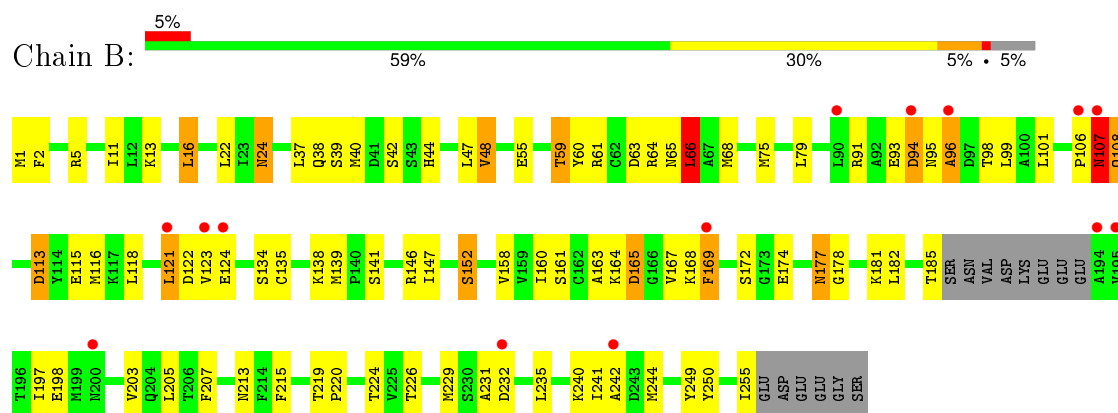 5%
Chain B:
59% 30% 5% • 5%
M1 F2 R5 I11 L12 K13 L16 L22 I23 N24 L37 Q38 S39 M40 D41 S42 S43 H44 L47 V48 E55 T59 Y60 R61 C62 D63 R64 N65 L66 A67 M68 M75 L79 L90 R91 A92 E93 D94 N95 A96 D97 T98 L99 A100 L101 P106 N107 R108
D113 Y114 E115 M116 K117 L118 L121 D122 V123 E124 S134 C135 K138 M139 P140 S141 R146 I147 S152 V158 V159 I160 S161 C162 A163 K164 D165 G166 V167 K168 F169 S172 G173 E174 N177 G178 K181 L182 T185 SER ASN VAL ASP LYS GLU GLU GLU A194 V195
T196 I197 E198 M199 N200 V203 Q204 L205 T206 F207 N213 F214 F215 T219 P220 T224 V225 T226 M229 S230 A231 D232 L235 K240 I241 A242 D243 M244 Y249 Y250 I255 GLU ASP GLU GLU GLY SER